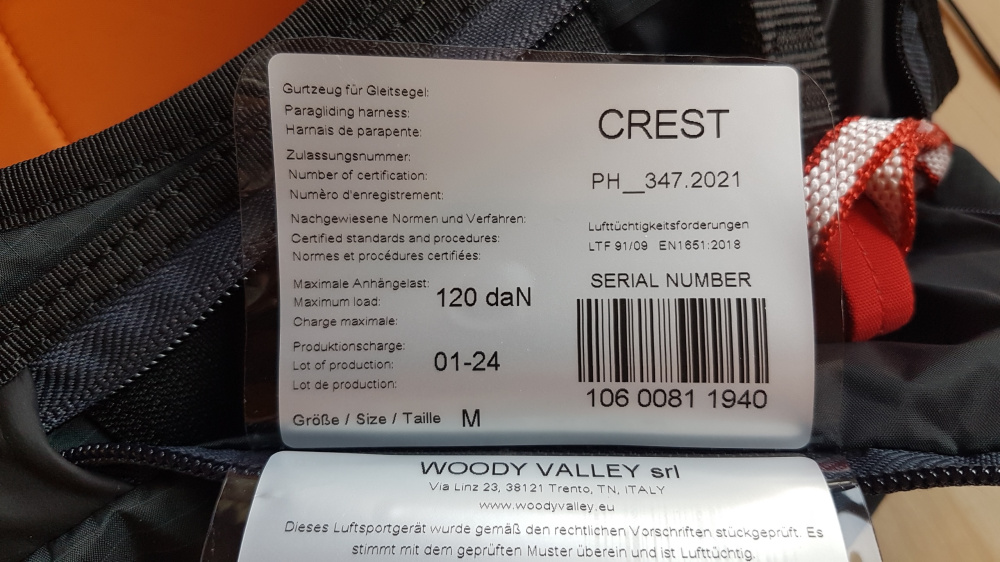 Gurtzeug für Gleitsegel:
Paragliding harness:
Harnais de parapente:
CREST
Zulassungsnummer:
Number of certification:
Numèro d'enregistrement:
PH__347.2021
Nachgewiesene Normen und Verfahren:
Certified standards and procedures:
Normes et procédures certifiées:
Lufttüchtigkeitsforderungen
LTF 91/09 EN1651:2018
Maximale Anhängelast:
Maximum load:
Charge maximale:
120 daN
SERIAL NUMBER
106 0081 1940
Produktionscharge:
Lot of production:
Lot de production:
01-24
Größe / Size / Taille M
WOODY VALLEY srl
Via Linz 23, 38121 Trento, TN, ITALY
www.woodyvalley.eu
Dieses Luftsportgerät wurde gemäß den rechtlichen Vorschriften stückgeprüft. Es
stimmt mit dem geprüften Muster überein und ist Lufttüchtig.